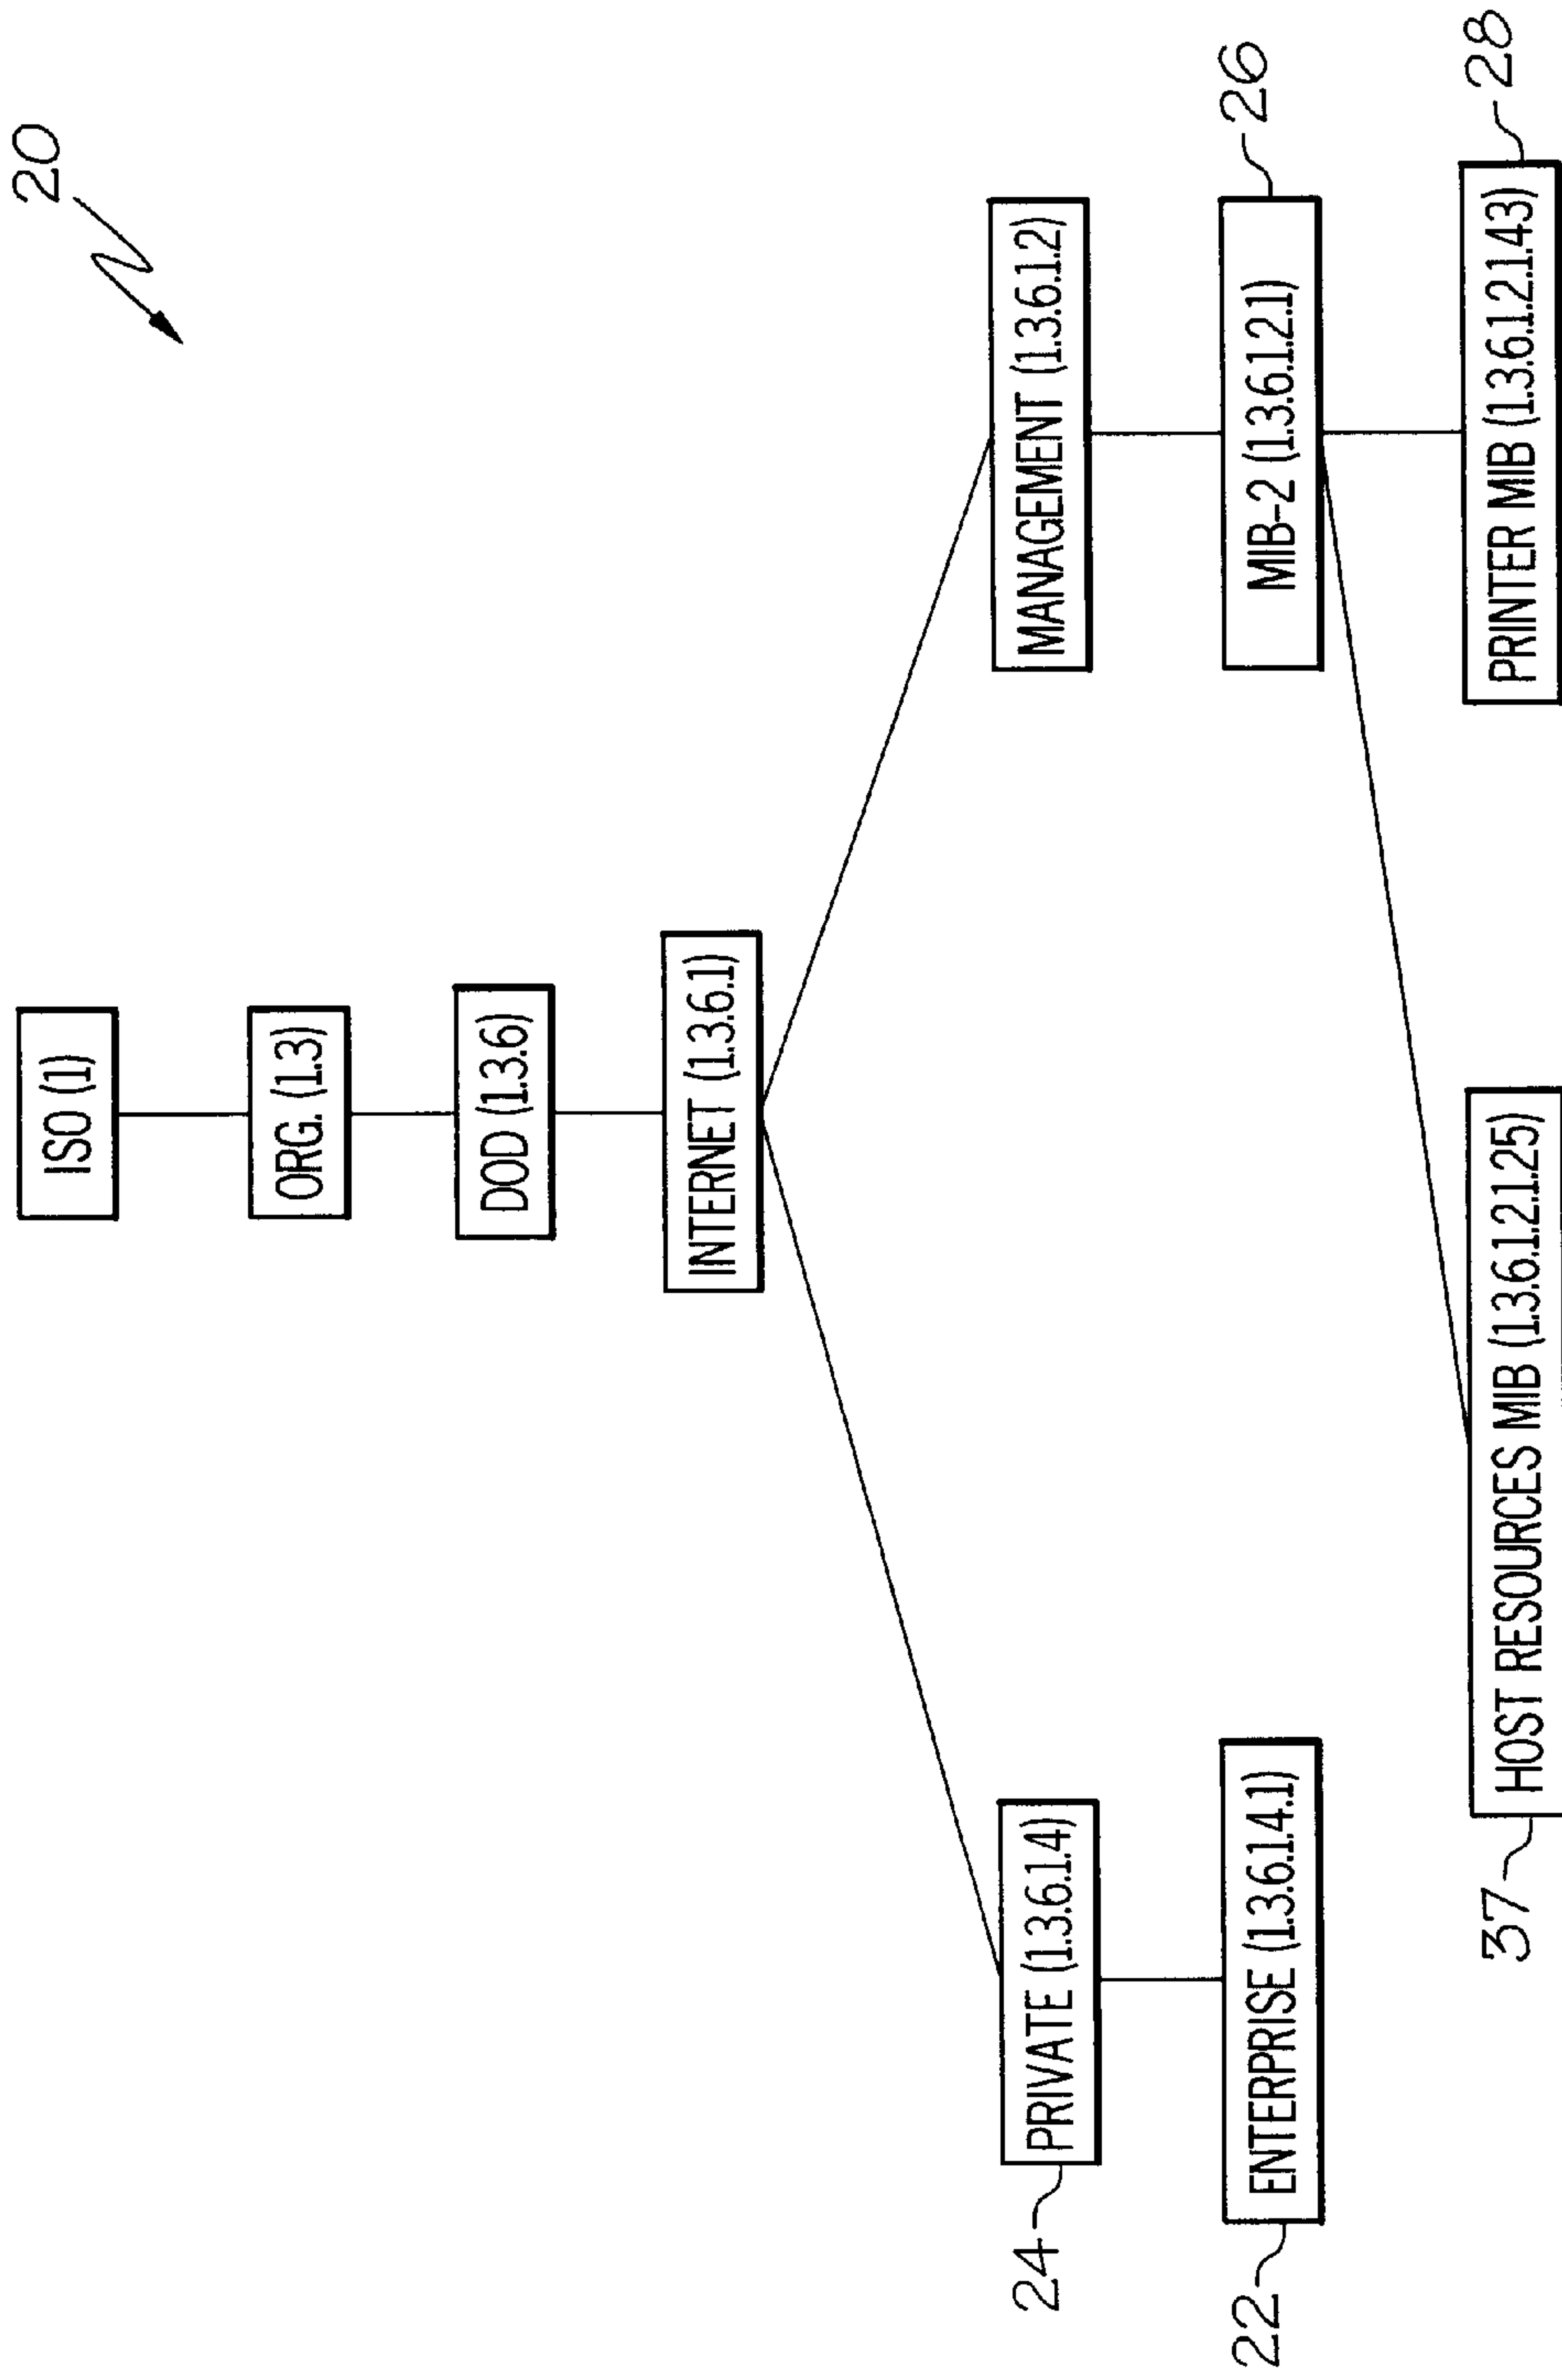 20
ISO (1)
ORG. (1.3)
DOD (1.3.6)
INTERNET (1.3.6.1)
24
PRIVATE (1.3.6.1.4)
MANAGEMENT (1.3.6.1.2)
22
ENTERPRISE (1.3.6.1.4.1)
MIB-2 (1.3.6.1.2.1)
26
37
HOST RESOURCES MIB (1.3.6.1.2.1.25)
PRINTER MIB (1.3.6.1.2.1.43)
28